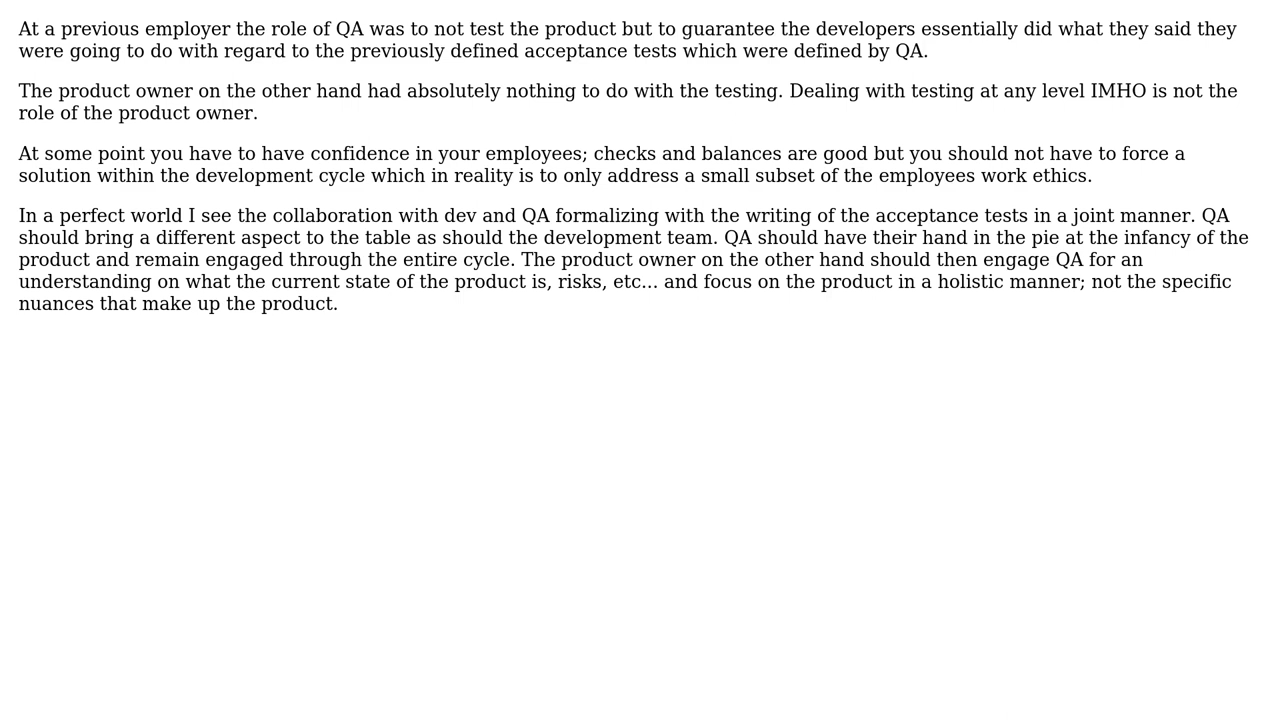 At a previous employer the role of QA was to not test the product but to guarantee the developers essentially did what they said they
were going to do with regard to the previously defined acceptance tests which were defined by QA.
The product owner on the other hand had absolutely nothing to do with the testing. Dealing with testing at any level IMHO is not the
role of the product owner.
At some point you have to have confidence in your employees; checks and balances are good but you should not have to force a
solution within the development cycle which in reality is to only address a small subset of the employees work ethics.
In a perfect world I see the collaboration with dev and QA formalizing with the writing of the acceptance tests in a joint manner. QA
should bring a different aspect to the table as should the development team. QA should have their hand in the pie at the infancy of the
product and remain engaged through the entire cycle. The product owner on the other hand should then engage QA for an
understanding on what the current state of the product is, risks, etc... and focus on the product in a holistic manner; not the specific
nuances that make up the product.